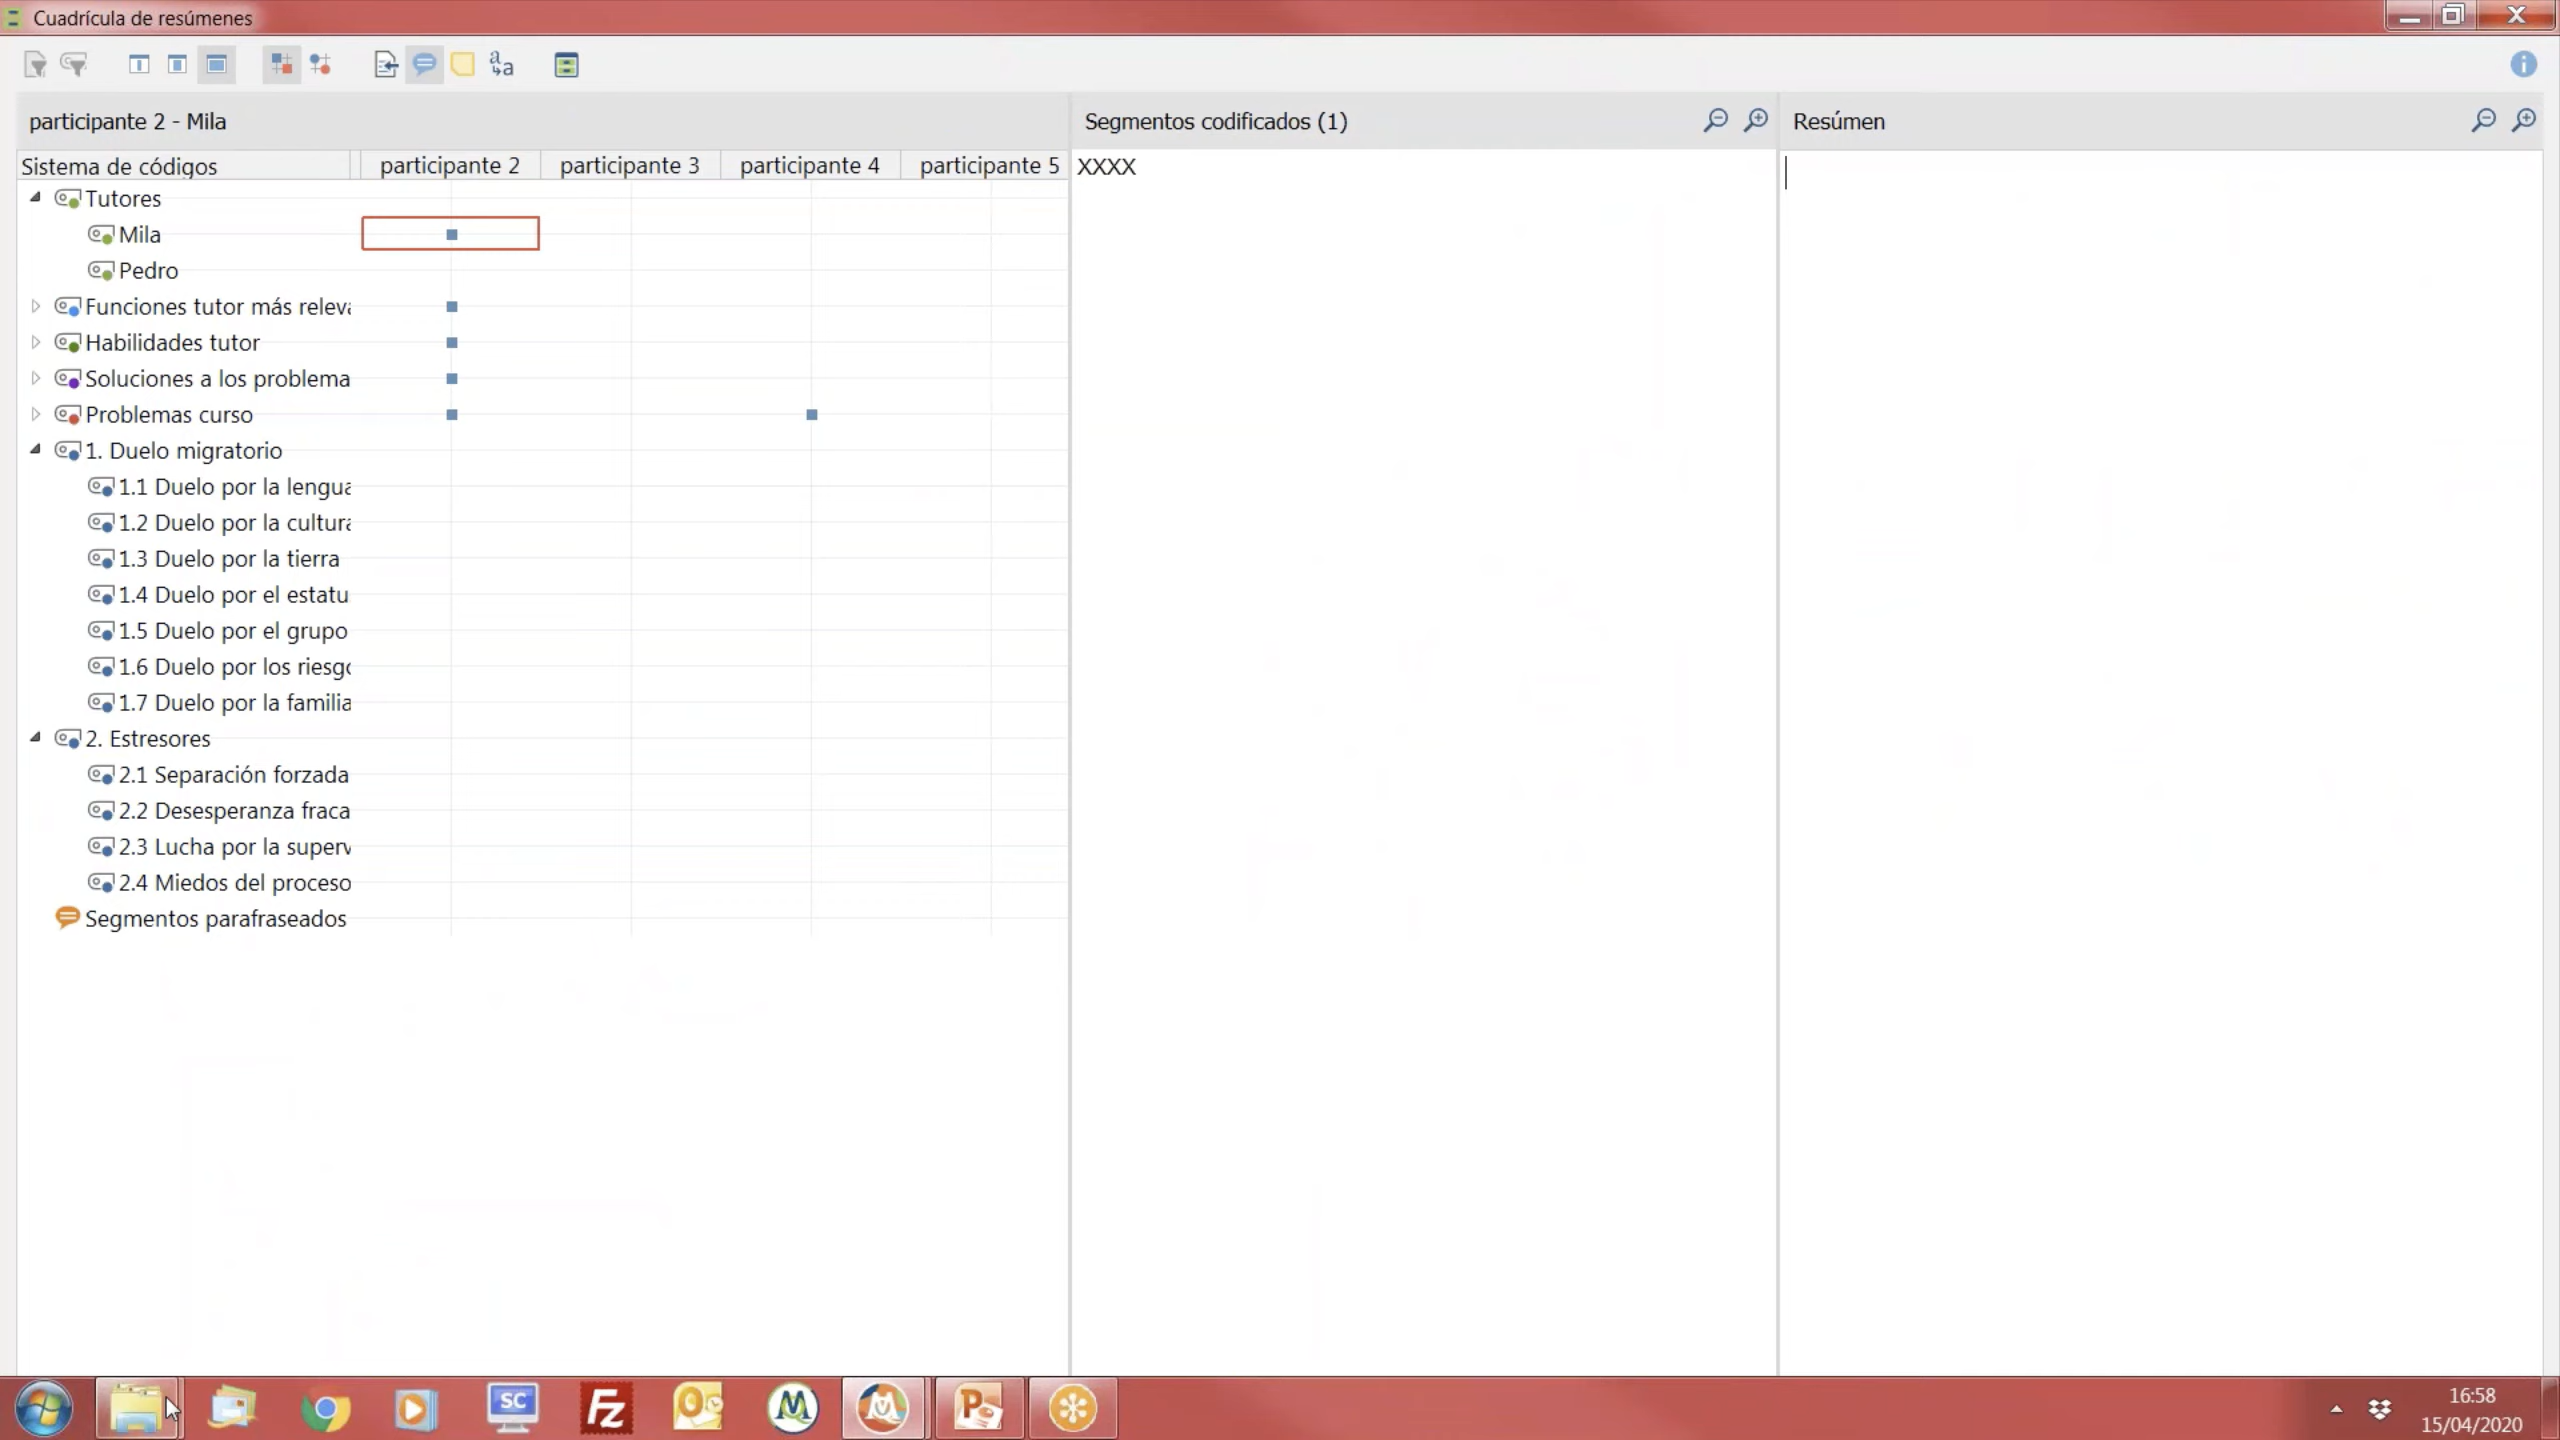 Cuadrícula de resúmenes
participante 2 - Mila
Segmentos codificados (1)
Resúmen
Sistema de códigos
participante 2
participante 3
participante 4
participante 5
XXXX
Tutores
Mila
Pedro
Funciones tutor más releva
Habilidades tutor
Soluciones a los problema
Problemas curso
1. Duelo migratorio
1.1 Duelo por la lengua
1.2 Duelo por la cultura
1.3 Duelo por la tierra
1.4 Duelo por el estatu
1.5 Duelo por el grupo
1.6 Duelo por los riesgo
1.7 Duelo por la familia
2. Estresores
2.1 Separación forzada
2.2 Desesperanza fraca
2.3 Lucha por la superv
2.4 Miedos del proceso
Segmentos parafraseados
SC
Fz
16:58
15/04/2020